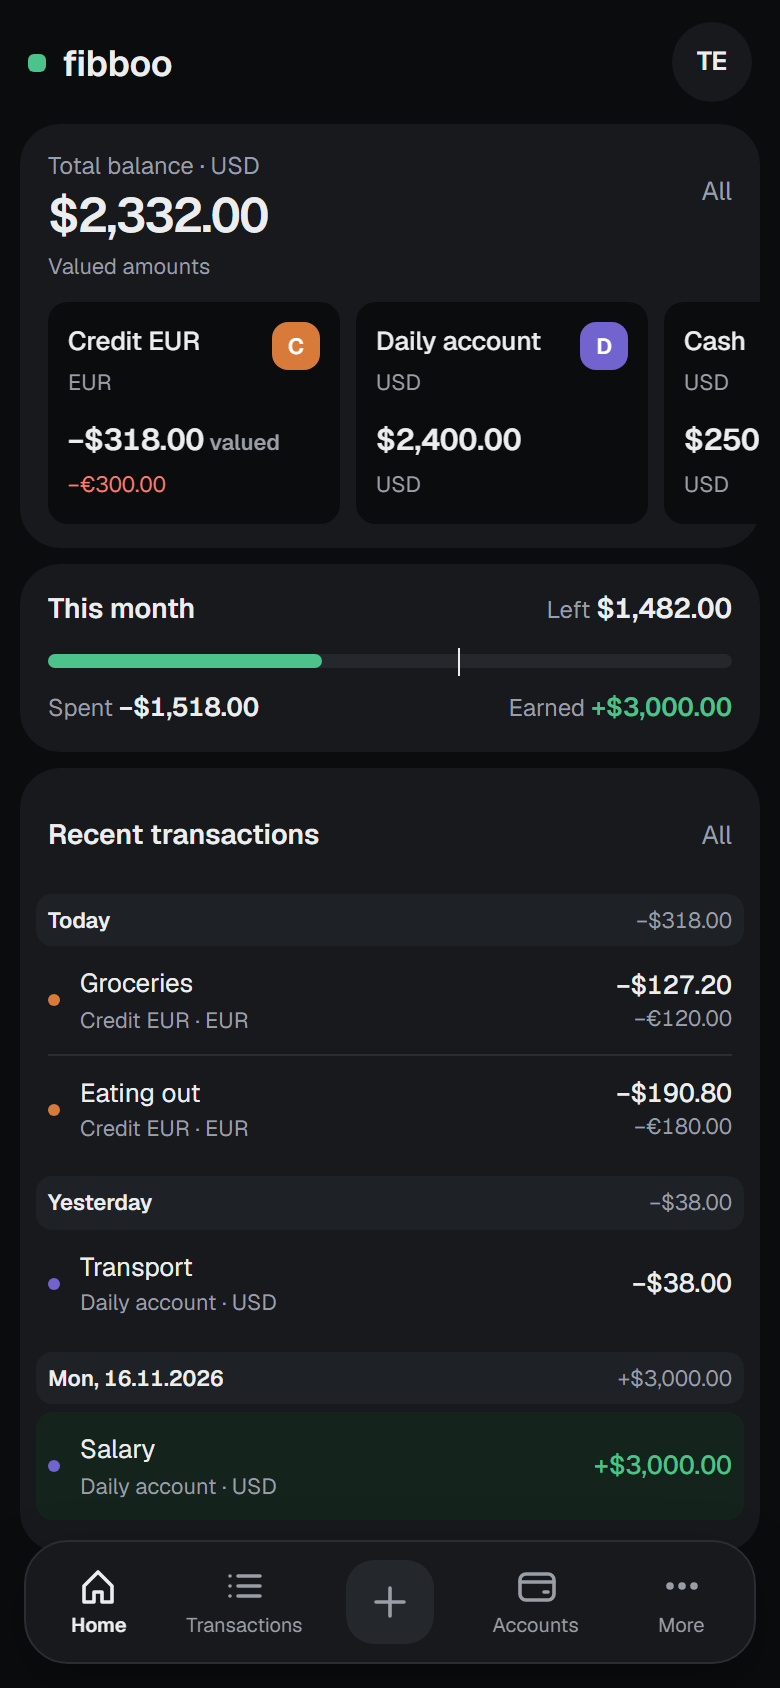 fibboo
TE
Total balance · USD
$2,332.00
All
Valued amounts
Credit EUR
C
EUR
−$318.00 valued
−€300.00
Daily account
D
USD
$2,400.00
USD
Cash
USD
$250
USD
This month
Left $1,482.00
Spent −$1,518.00
Earned +$3,000.00
Recent transactions
All
Today
−$318.00
Groceries
−$127.20
Credit EUR · EUR
−€120.00
Eating out
−$190.80
Credit EUR · EUR
−€180.00
Yesterday
−$38.00
Transport
−$38.00
Daily account · USD
Mon, 16.11.2026
+$3,000.00
Salary
+$3,000.00
Daily account · USD
Home
Transactions
Accounts
More